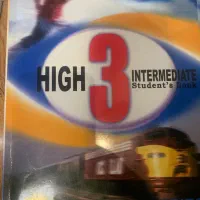 HIGH 3 INTERMEDIATE
Student's Book